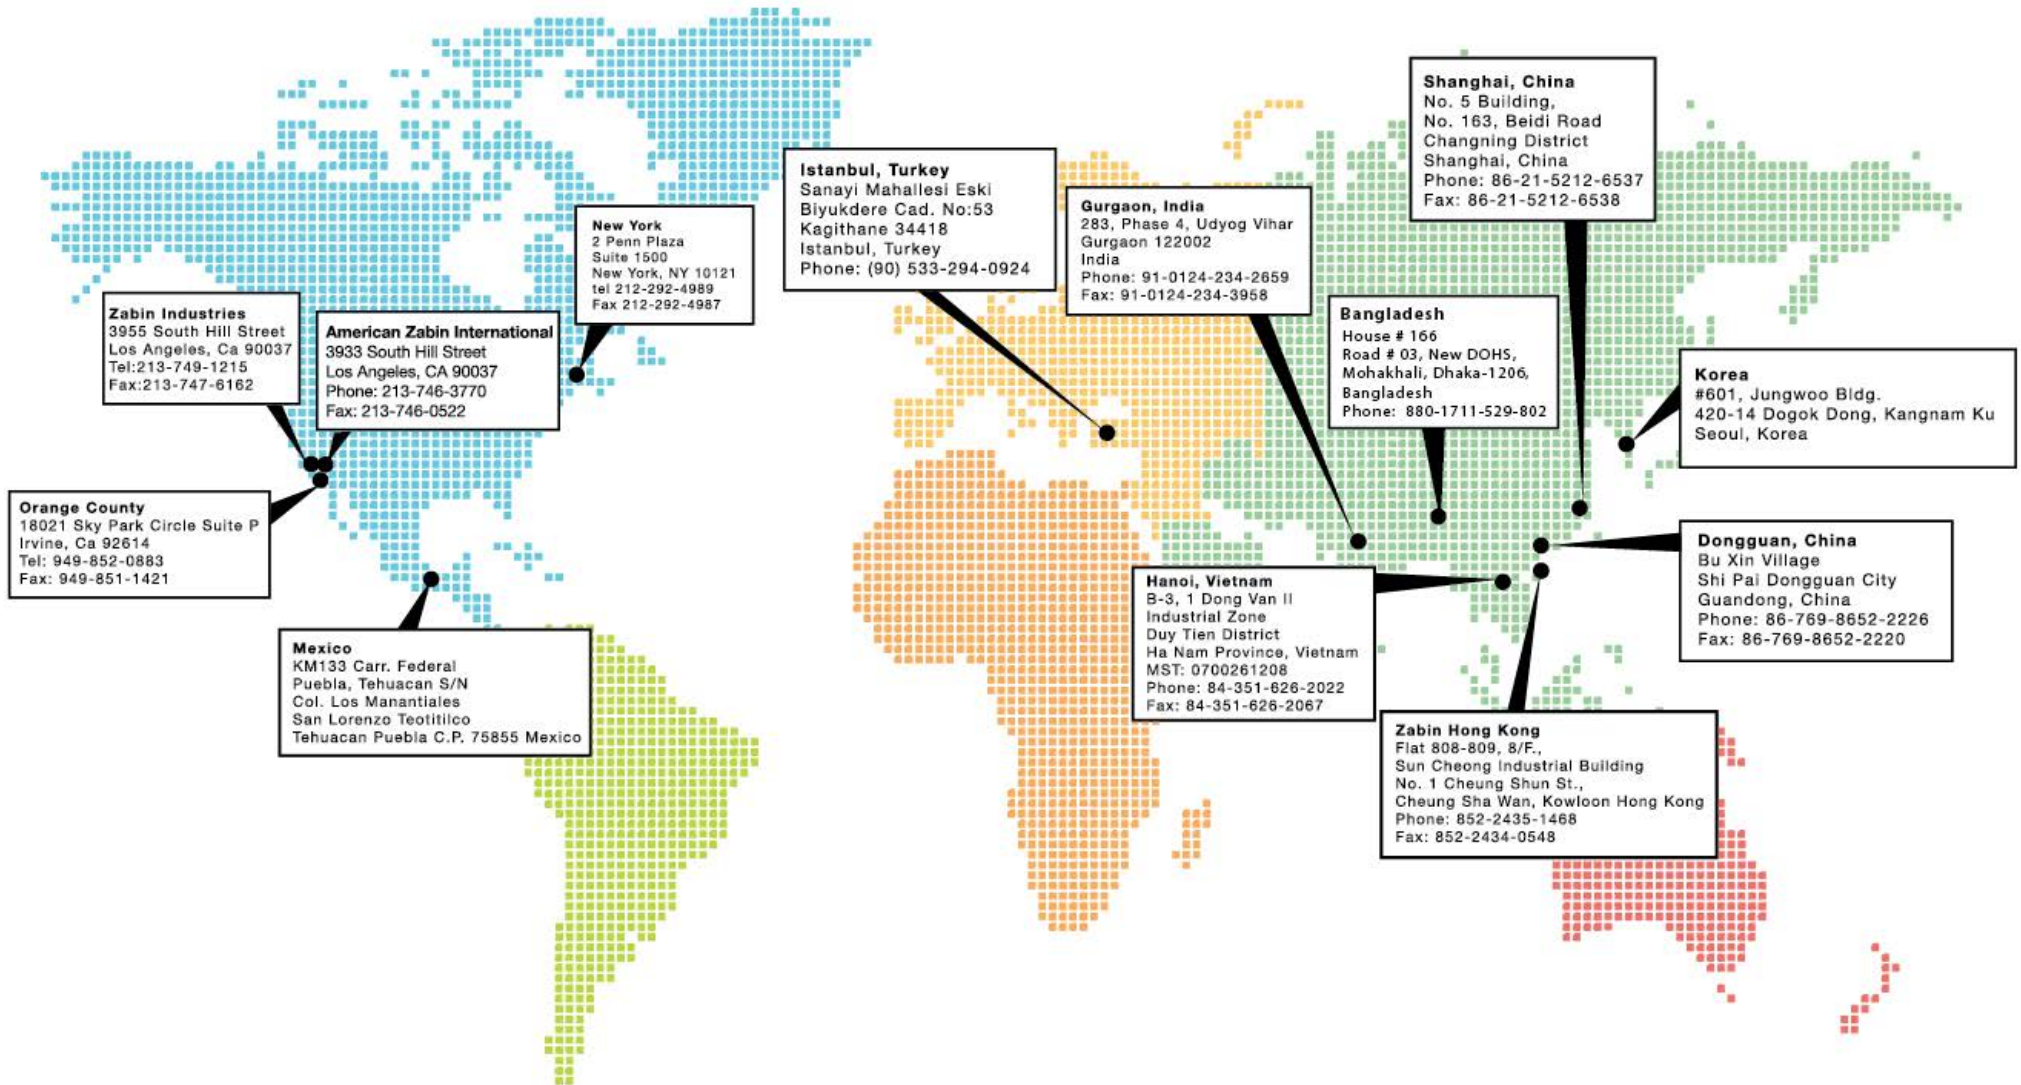 Shanghai, China
No. 5 Building,
No. 163, Beidi Road
Changning District
Shanghai, China
Phone: 86-21-5212-6537
Fax: 86-21-5212-6538
Istanbul, Turkey
Sanayi Mahallesi Eski
Biyukdere Cad. No:53
Kagithane 34418
Istanbul, Turkey
Phone: (90) 533-294-0924
Gurgaon, India
283, Phase 4, Udyog Vihar
Gurgaon 122002
India
Phone: 91-0124-234-2659
Fax: 91-0124-234-3958
New York
2 Penn Plaza
Suite 1500
New York, NY 10121
tel 212-292-4989
Fax 212-292-4987
Zabin Industries
3955 South Hill Street
Los Angeles, Ca 90037
Tel:213-749-1215
Fax:213-747-6162
American Zabin International
3933 South Hill Street
Los Angeles, CA 90037
Phone: 213-746-3770
Fax: 213-746-0522
Bangladesh
House # 166
Road # 03, New DOHS,
Mohakhali, Dhaka-1206,
Bangladesh
Phone: 880-1711-529-802
Korea
#601, Jungwoo Bldg.
420-14 Dogok Dong, Kangnam Ku
Seoul, Korea
Orange County
18021 Sky Park Circle Suite P
Irvine, Ca 92614
Tel: 949-852-0883
Fax: 949-851-1421
Dongguan, China
Bu Xin Village
Shi Pai Dongguan City
Guandong, China
Phone: 86-769-8652-2226
Fax: 86-769-8652-2220
Hanoi, Vietnam
B-3, 1 Dong Van II
Industrial Zone
Duy Tien District
Ha Nam Province, Vietnam
MST: 0700261208
Phone: 84-351-626-2022
Fax: 84-351-626-2067
Mexico
KM133 Carr. Federal
Puebla, Tehuacan S/N
Col. Los Manantiales
San Lorenzo Teotitilco
Tehuacan Puebla C.P. 75855 Mexico
Zabin Hong Kong
Flat 808-809, 8/F.,
Sun Cheong Industrial Building
No. 1 Cheung Shun St.,
Cheung Sha Wan, Kowloon Hong Kong
Phone: 852-2435-1468
Fax: 852-2434-0548